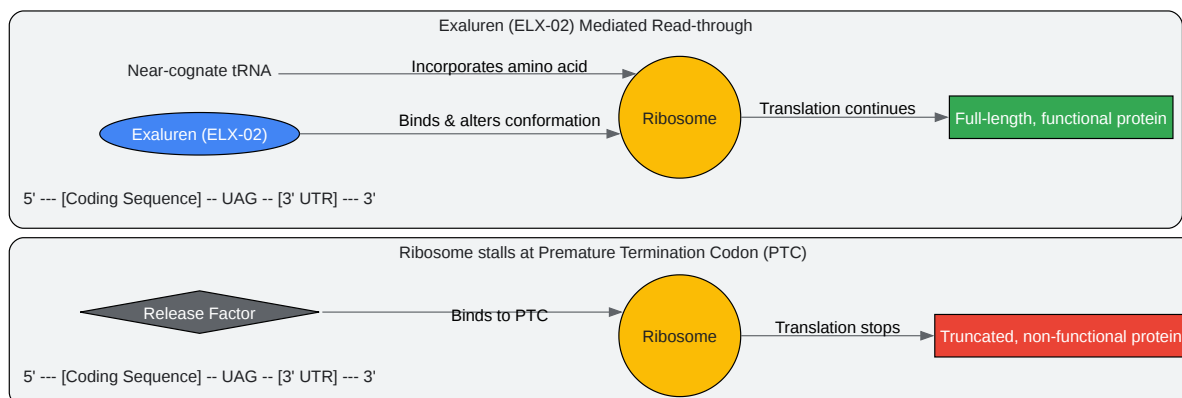 Exaluren (ELX-02) Mediated Read-through
Near-cognate tRNA
Incorporates amino acid
Exaluren (ELX-02)
Binds & alters conformation
Ribosome
Translation continues
Full-length, functional protein
5' --- [Coding Sequence] -- UAG -- [3' UTR] --- 3'
Ribosome stalls at Premature Termination Codon (PTC)
Release Factor
Binds to PTC
Ribosome
Translation stops
Truncated, non-functional protein
5' --- [Coding Sequence] -- UAG -- [3' UTR] --- 3'